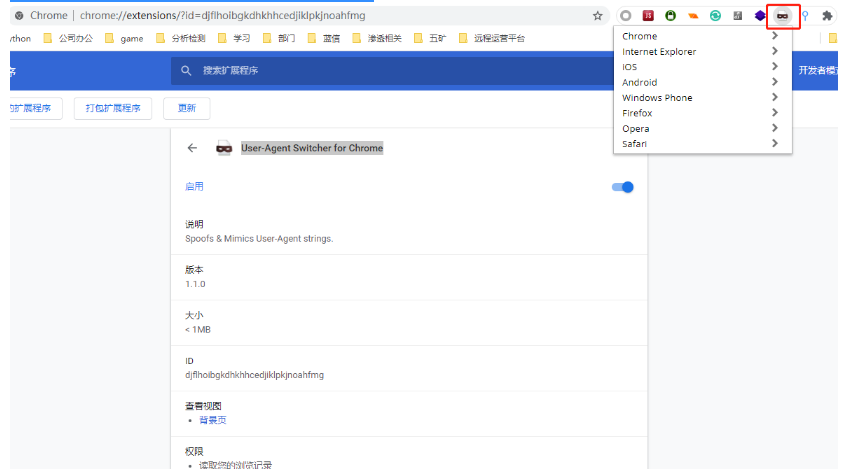 Chrome | chrome://extensions/?id=djflhoibgkdhkhhcedjiklpkjnoahfmg
ython 公司办公 game 分析检测 学习 部门 蓝信 渗透相关 五矿 远程运营平台
序 搜索扩展程序 开发者模
的扩展程序 打包扩展程序 更新
Chrome
Internet Explorer
iOS
Android
Windows Phone
Firefox
Opera
Safari
User-Agent Switcher for Chrome
启用
说明
Spoofs & Mimics User-Agent strings.
版本
1.1.0
大小
< 1MB
ID
djflhoibgkdhkhhcedjiklpkjnoahfmg
查看视图
背景页
权限
读取您的浏览记录